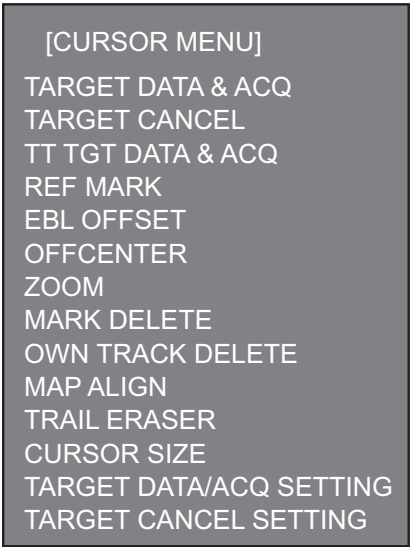 [CURSOR MENU]
TARGET DATA & ACQ
TARGET CANCEL
TT TGT DATA & ACQ
REF MARK
EBL OFFSET
OFFCENTER
ZOOM
MARK DELETE
OWN TRACK DELETE
MAP ALIGN
TRAIL ERASER
CURSOR SIZE
TARGET DATA/ACQ SETTING
TARGET CANCEL SETTING